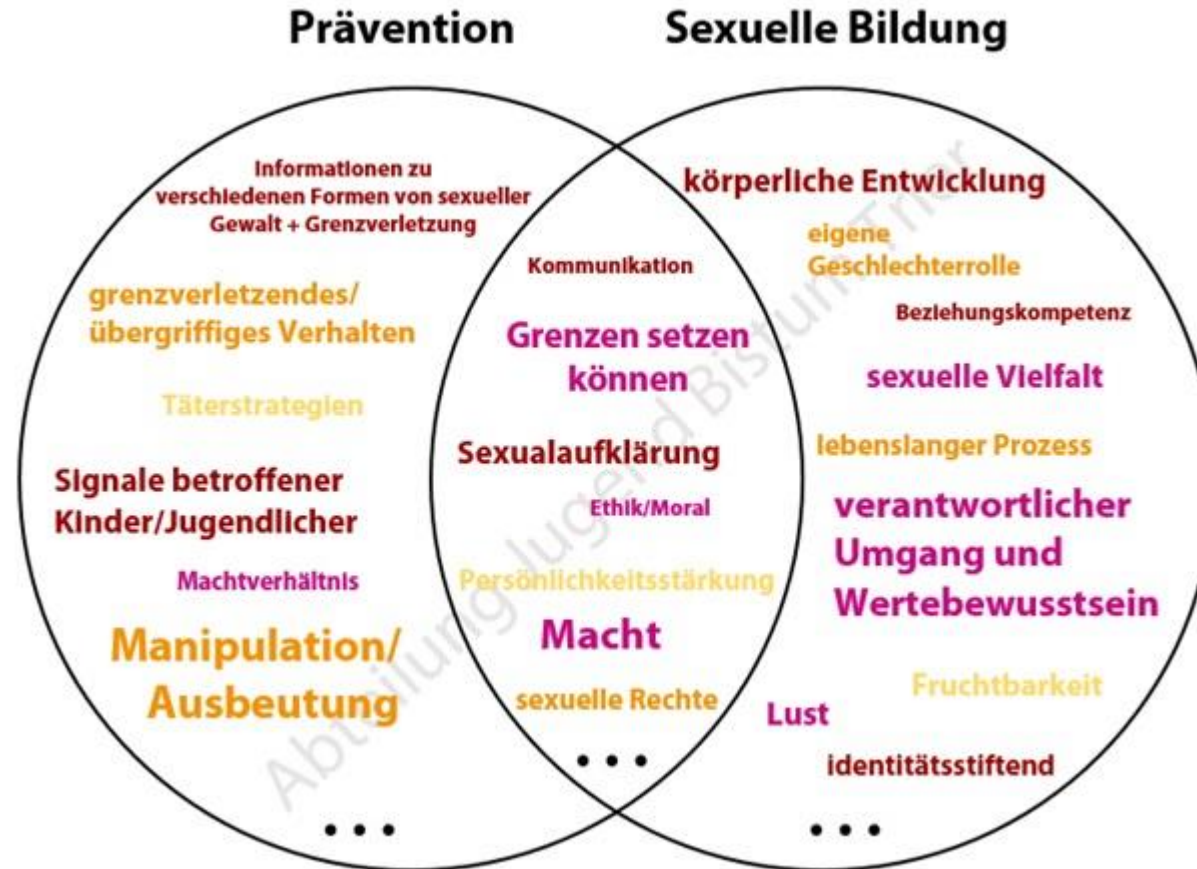 Prävention
Sexuelle Bildung
Informationen zu
verschiedenen Formen von sexueller
Gewalt + Grenzverletzung
grenzverletzendes/
übergriffiges Verhalten
Täterstrategien
Signale betroffener
Kinder/Jugendlicher
Machtverhältnis
Manipulation/
Ausbeutung
...
Kommunikation
Grenzen setzen
können
Sexualaufklärung
Ethik/Moral
Persönlichkeitsstärkung
Macht
sexuelle Rechte
...
körperliche Entwicklung
eigene
Geschlechterrolle
Beziehungskompetenz
sexuelle Vielfalt
lebenslanger Prozess
verantwortlicher
Umgang und
Wertebewusstsein
Fruchtbarkeit
Lust
identitätsstiftend
...
Abteilung Jugend Bistum Trier